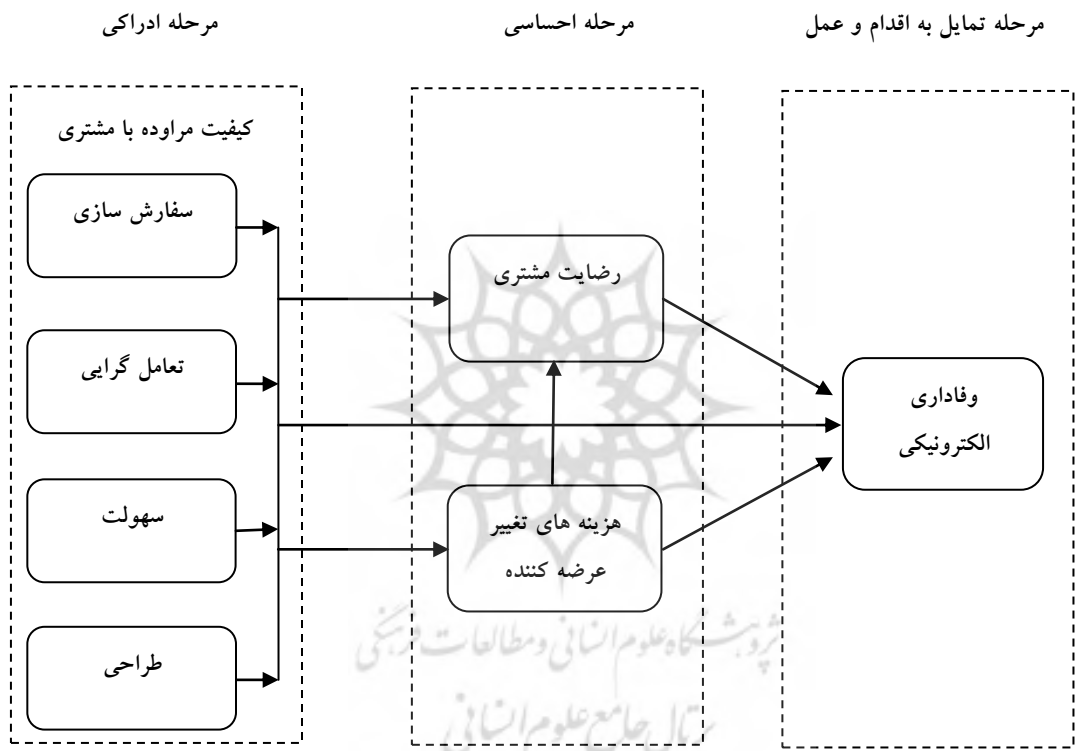 مرحله تمایل به اقدام و عمل
مرحله احساسی
مرحله ادراکی
کیفیت مراوده با مشتری
سفارش سازی
تعامل گرایی
سهولت
طراحی
رضایت مشتری
هزینه های تغییر
عرضه کننده
وفاداری
الکترونیکی
پژوهشگاه علوم انسانی و مطالعات فرهنگی
پرتال جامع علوم انسانی